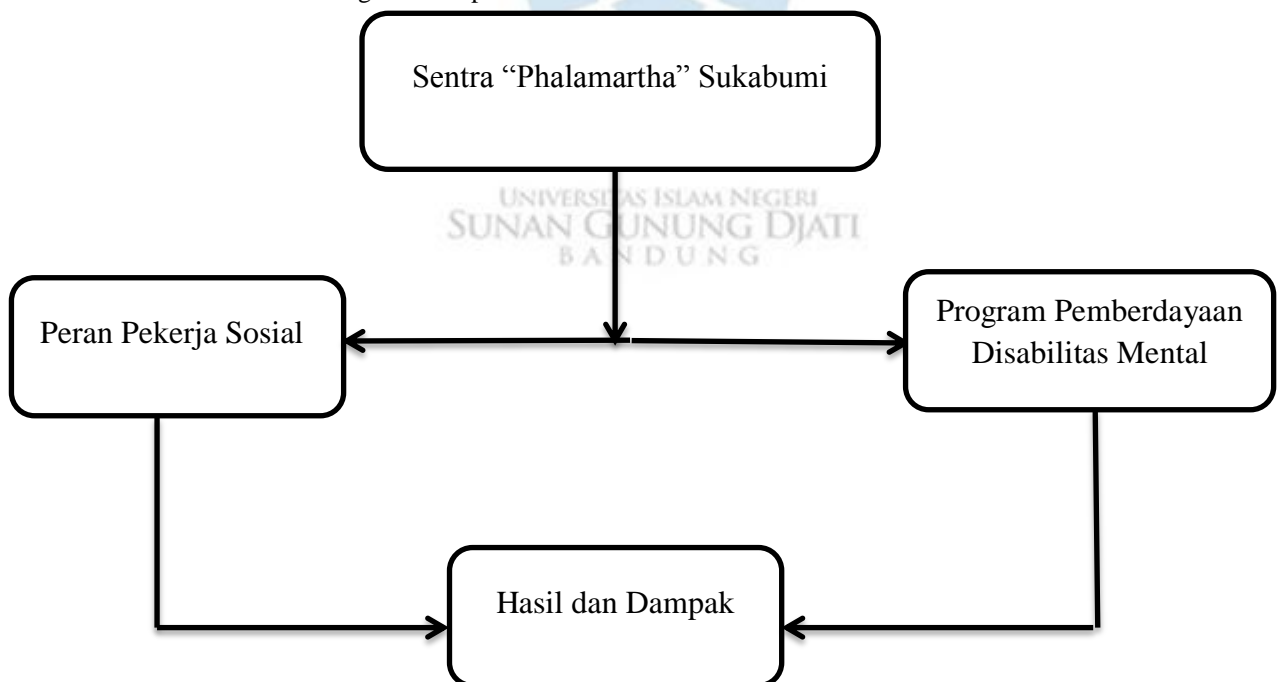 Sentra “Phalamartha” Sukabumi
UNIVERSITAS ISLAM NEGERI
SUNAN GUNUNG DJATI
BANDUNG
Peran Pekerja Sosial
Program Pemberdayaan
Disabilitas Mental
Hasil dan Dampak